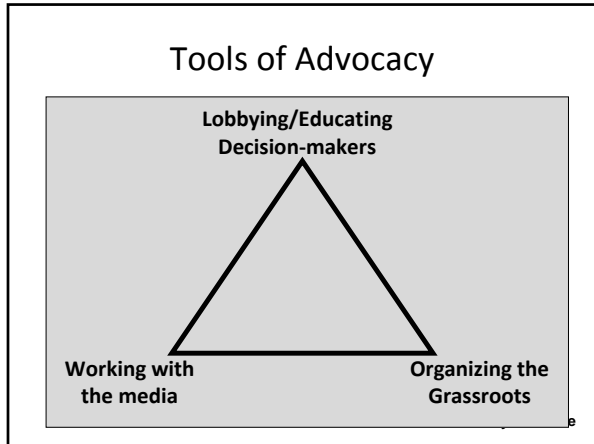 Tools of Advocacy
Lobbying/Educating
Decision-makers
Working with
the media
Organizing the
Grassroots